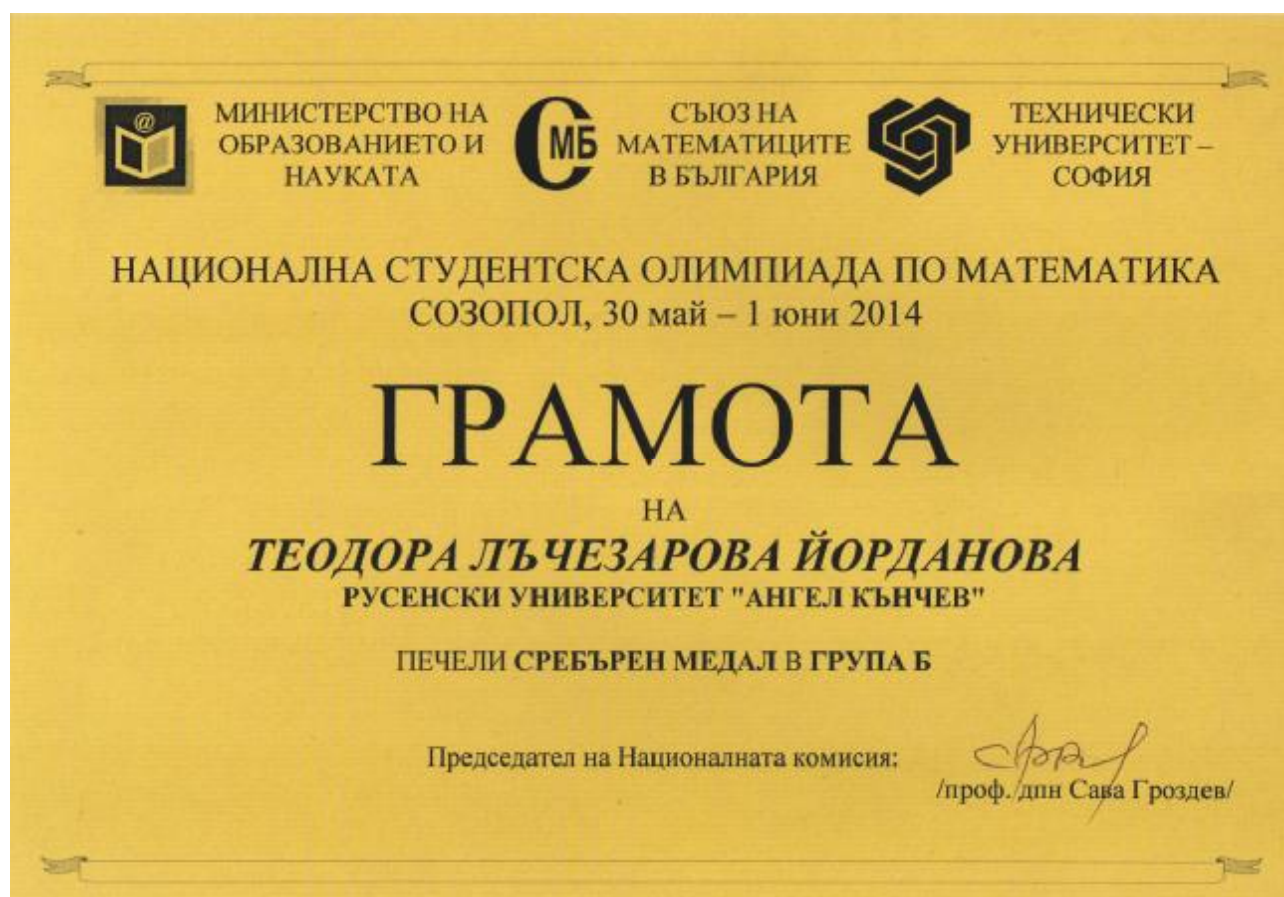 @
МИНИСТЕРСТВО НА
ОБРАЗОВАНИЕТО И
НАУКАТА
СМБ
СЪЮЗ НА
МАТЕМАТИЦИТЕ
В БЪЛГАРИЯ
ТЕХНИЧЕСКИ
УНИВЕРСИТЕТ –
СОФИЯ
НАЦИОНАЛНА СТУДЕНТСКА ОЛИМПИАДА ПО МАТЕМАТИКА
СОЗОПОЛ, 30 май – 1 юни 2014
ГРАМОТА
НА
ТЕОДОРА ЛЪЧЕЗАРОВА ЙОРДАНОВА
РУСЕНСКИ УНИВЕРСИТЕТ "АНГЕЛ КЪНЧЕВ"
ПЕЧЕЛИ СРЕБЪРЕН МЕДАЛ В ГРУПА Б
Председател на Националната комисия:
/проф. дпн Сава Гроздев/